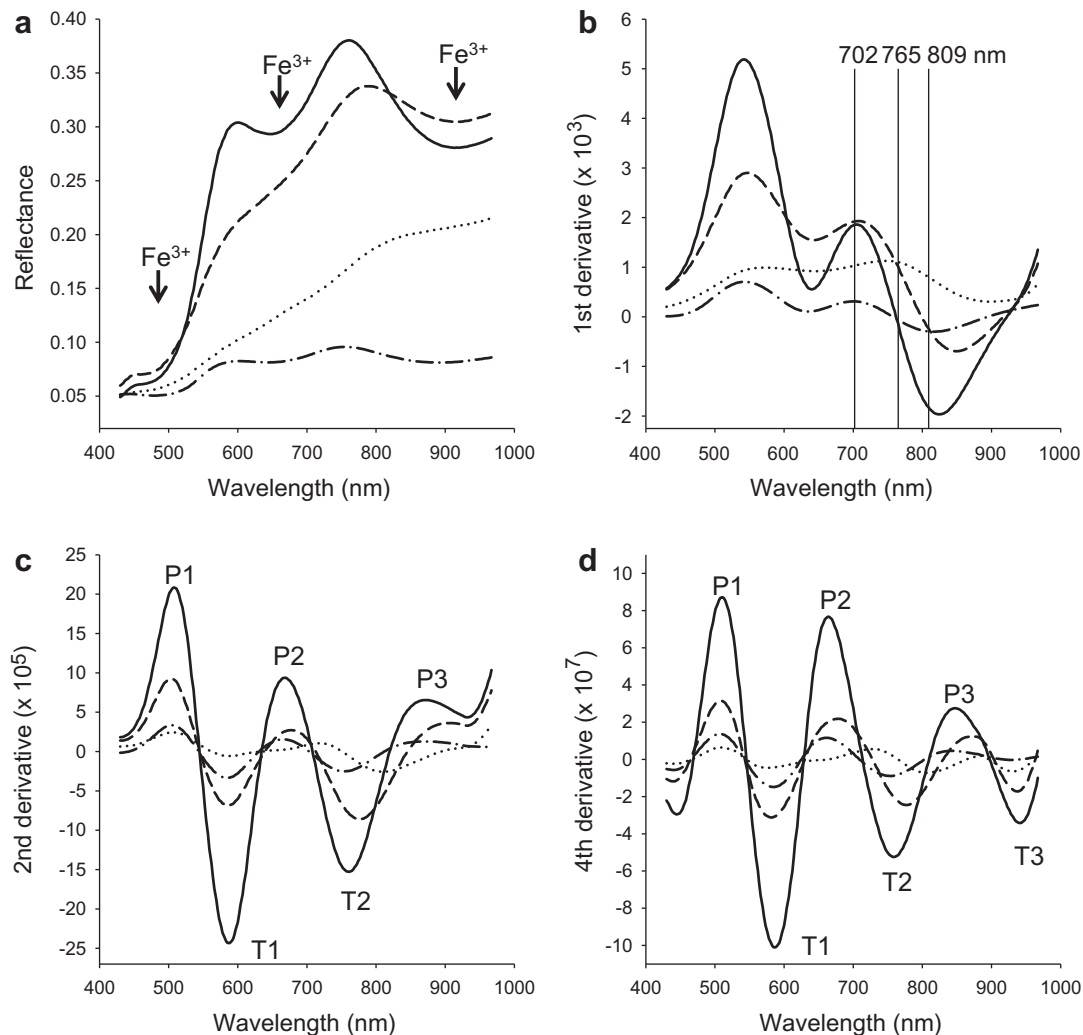 a
0.40
0.35
0.30
0.25
0.20
0.15
0.10
0.05
Reflectance
Fe3+
Fe3+
Fe3+
400 500 600 700 800 900 1000
Wavelength (nm)
b
6
5
4
3
2
1
0
-1
-2
1st derivative (x 10³)
702 765 809 nm
400 500 600 700 800 900 1000
Wavelength (nm)
c
25
20
15
10
5
0
-5
-10
-15
-20
-25
2nd derivative (x 10⁵)
P1
P2
P3
T2
T1
400 500 600 700 800 900 1000
Wavelength (nm)
d
10
8
6
4
2
0
-2
-4
-6
-8
-10
4th derivative (x 10⁷)
P1
P2
P3
T3
T2
T1
400 500 600 700 800 900 1000
Wavelength (nm)